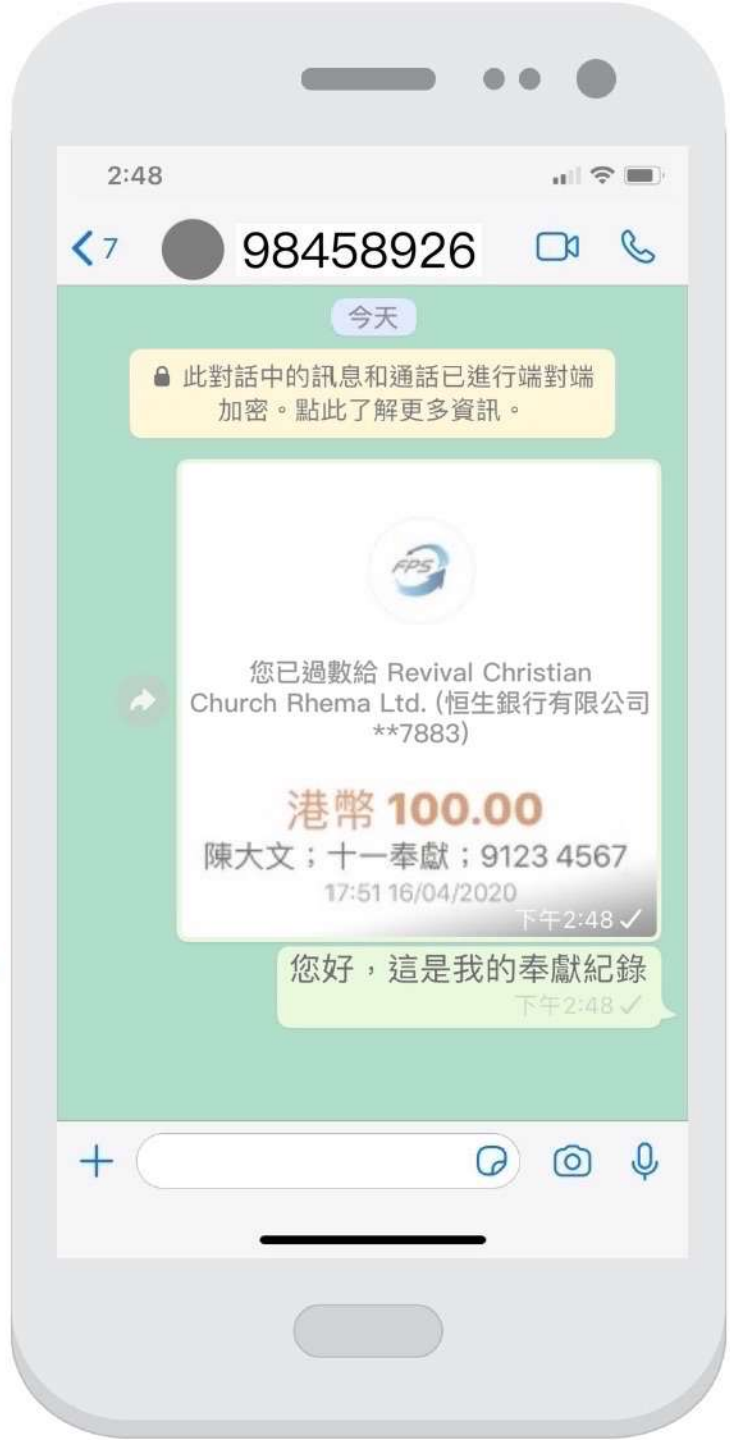 2:48
7
98458926
今天
此對話中的訊息和通話已進行端對端
加密。點此了解更多資訊。
FPS
您已過數給 Revival Christian
Church Rhema Ltd. (恒生銀行有限公司
**7883)
港幣 100.00
陳大文；十一奉獻；9123 4567
17:51 16/04/2020
下午2:48
您好，這是我的奉獻紀錄
下午2:48